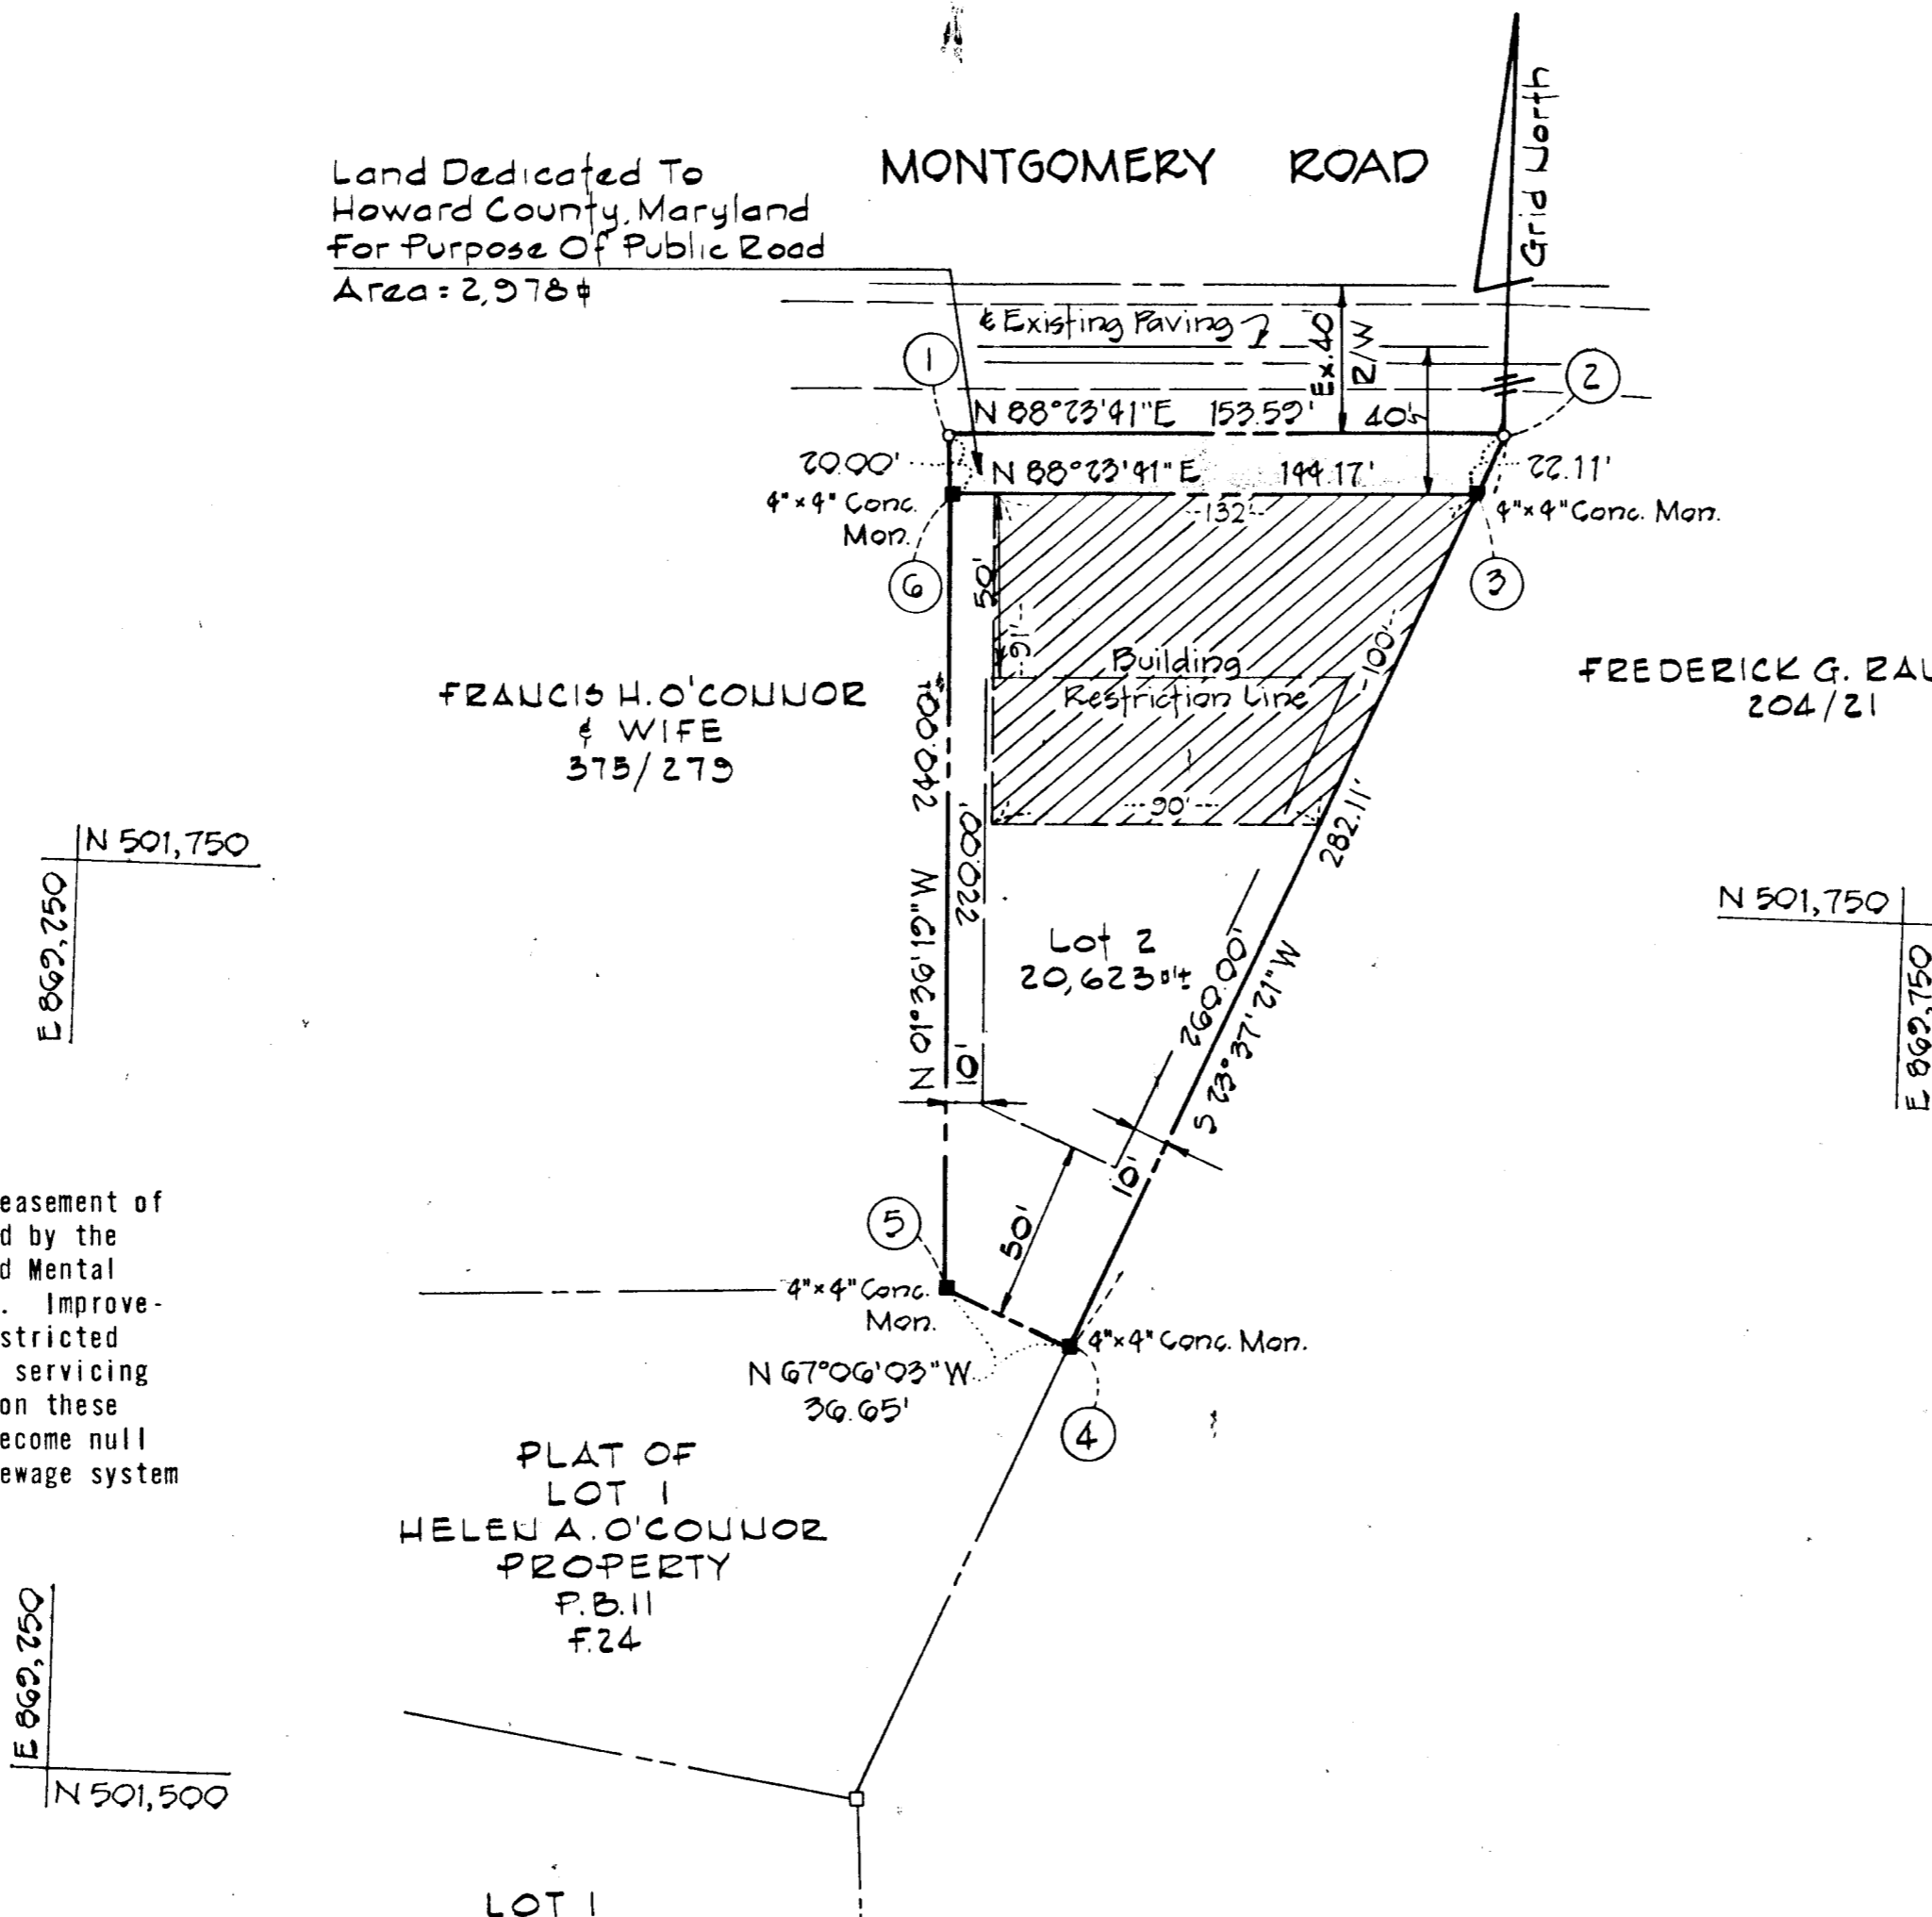 Land Dedicated To
Howard County, Maryland
For Purpose Of Public Road
Area = 2,978⌗
MONTGOMERY ROAD
Grid North
℄ Existing Paving
Ex. 40
R/W
40'
1
2
N 88°23'41"E 153.59'
20.00'
N 88°23'41"E 144.17'
22.11'
4"x4" Conc.
Mon.
132'
4"x4" Conc. Mon.
6
3
50'
91'
100'
Building
Restriction Line
FRANCIS H. O'CONNOR
& WIFE
375/279
FREDERICK G. RAU
204/21
N 01°36'19"W
240.00'
220.00'
90'
282.11'
N 501,750
E 869,250
N 501,750
E 869,750
Lot 2
20,623⌗±
260.00'
S 23°37'21"W
10'
10'
50'
easement of
d by the
d Mental
. Improve-
stricted
servicing
on these
ecome null
ewage system
5
4"x4" Conc.
Mon.
4"x4" Conc. Mon.
N 67°06'03"W
36.65'
4
PLAT OF
LOT 1
HELEN A. O'CONNOR
PROPERTY
P.B. 11
F. 24
E 869,250
N 501,500
LOT 1